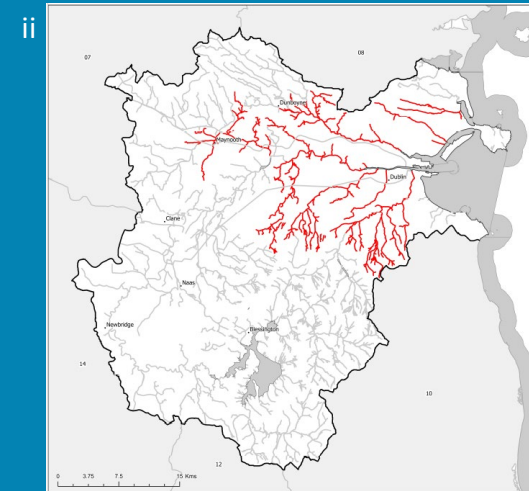 ii
07
08
Dunboyne
Maynooth
Dublin
Clane
Naas
Newbridge
Blessington
14
10
12
0 3.75 7.5 15 Kms